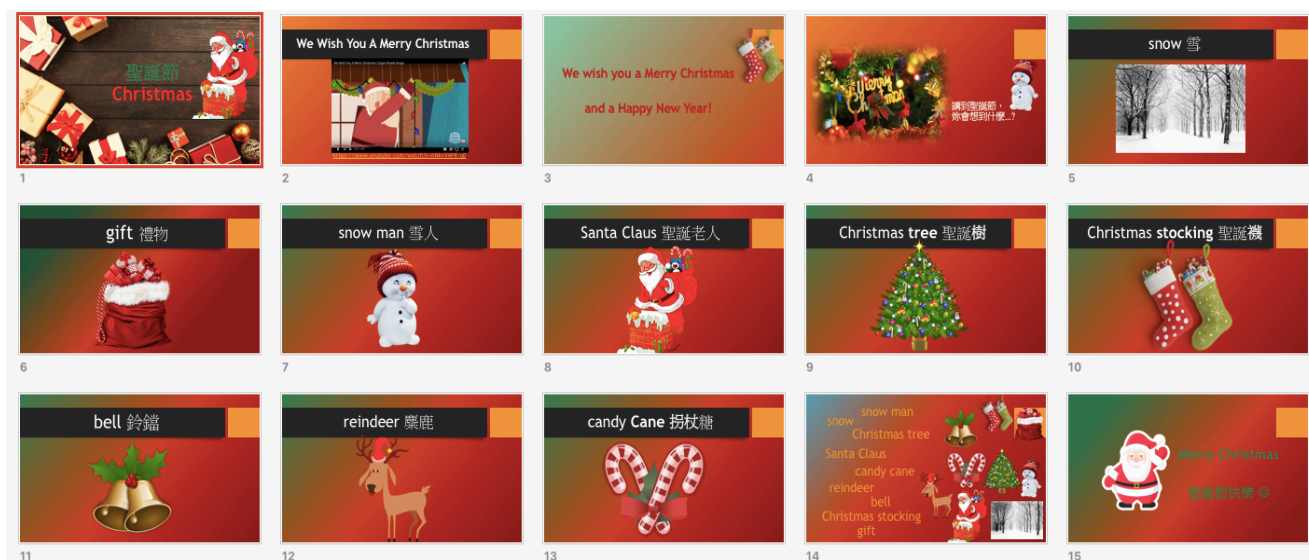 聖誕節
Christmas
1
We Wish You A Merry Christmas
2
We wish you a Merry Christmas
and a Happy New Year!
3
Merry
講到聖誕節，
妳會想到什麼...?
4
snow 雪
5
gift 禮物
6
snow man 雪人
7
Santa Claus 聖誕老人
8
Christmas tree 聖誕樹
9
Christmas stocking 聖誕襪
10
bell 鈴鐺
11
reindeer 麋鹿
12
candy Cane 拐杖糖
13
snow man
snow
Christmas tree
Santa Claus
candy cane
reindeer
bell
Christmas stocking
gift
14
Merry Christmas
聖誕節快樂 ☺
15